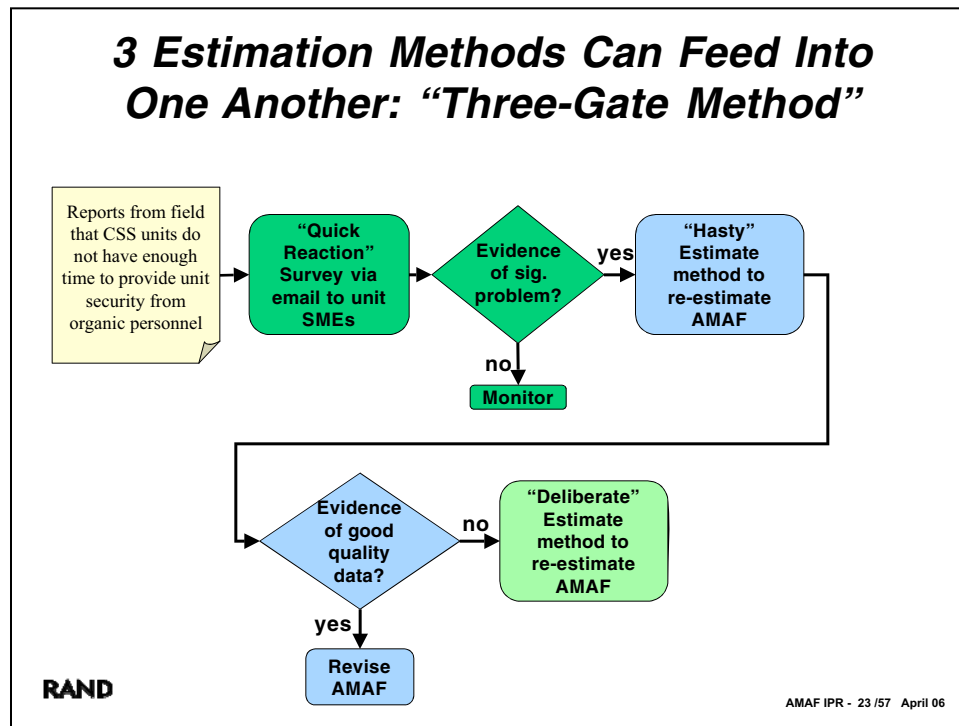 3 Estimation Methods Can Feed Into
One Another: “Three-Gate Method”
Reports from field
that CSS units do
not have enough
time to provide unit
security from
organic personnel
“Quick
Reaction”
Survey via
email to unit
SMEs
Evidence
of sig.
problem?
yes
“Hasty”
Estimate
method to
re-estimate
AMAF
no
Monitor
Evidence
of good
quality
data?
no
“Deliberate”
Estimate
method to
re-estimate
AMAF
yes
Revise
AMAF
RAND
AMAF IPR - 23 /57 April 06